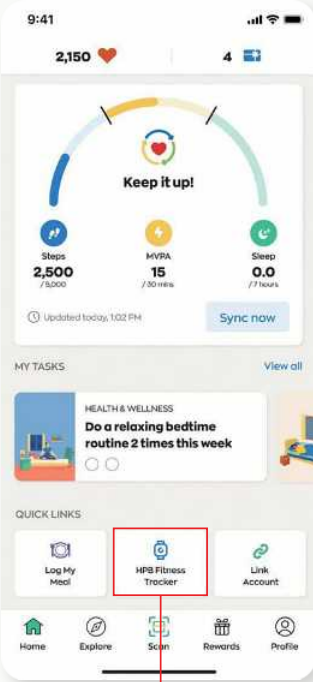 9:41
2,150
4
Keep it up!
Steps
2,500
/5,000
MVPA
15
/30 mins
Sleep
0.0
/7 hours
Updated today, 1:02 PM
Sync now
MY TASKS
View all
HEALTH & WELLNESS
Do a relaxing bedtime
routine 2 times this week
QUICK LINKS
Log My
Meal
HPB Fitness
Tracker
Link
Account
Home
Explore
Scan
Rewards
Profile